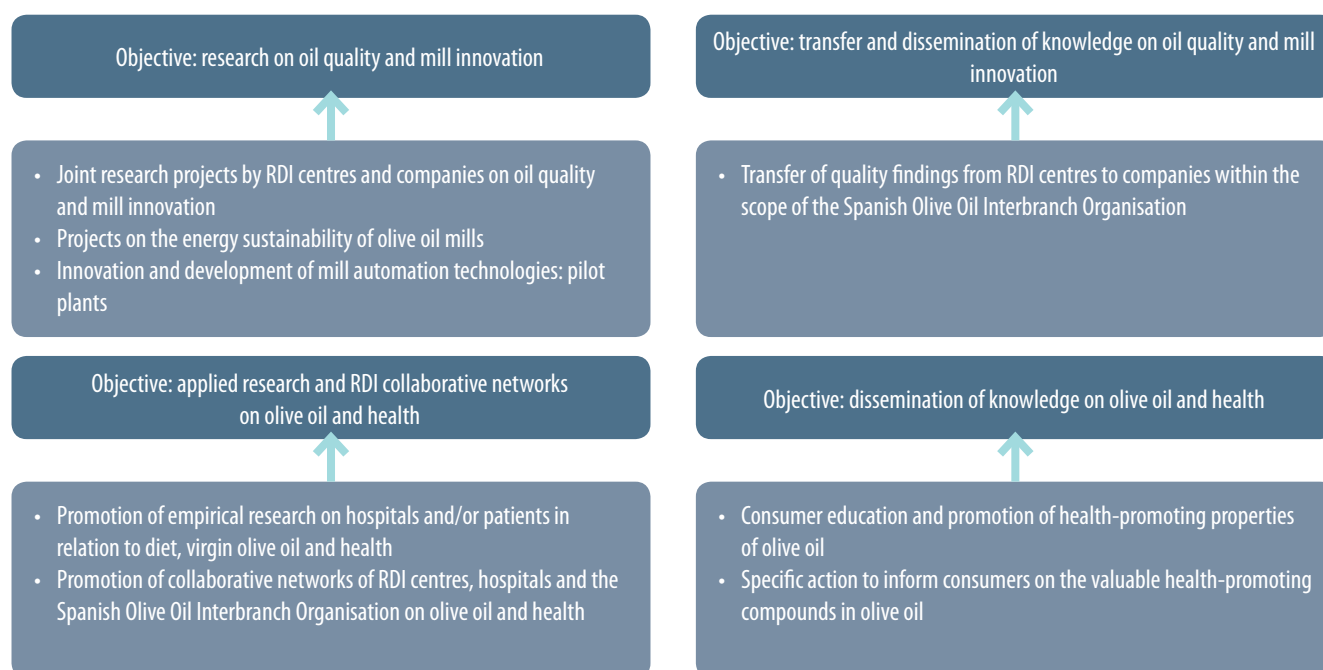 Objective: research on oil quality and mill innovation
• Joint research projects by RDI centres and companies on oil quality
and mill innovation
• Projects on the energy sustainability of olive oil mills
• Innovation and development of mill automation technologies: pilot
plants
Objective: transfer and dissemination of knowledge on oil quality and mill
innovation
• Transfer of quality findings from RDI centres to companies within the
scope of the Spanish Olive Oil Interbranch Organisation
Objective: applied research and RDI collaborative networks
on olive oil and health
• Promotion of empirical research on hospitals and/or patients in
relation to diet, virgin olive oil and health
• Promotion of collaborative networks of RDI centres, hospitals and the
Spanish Olive Oil Interbranch Organisation on olive oil and health
Objective: dissemination of knowledge on olive oil and health
• Consumer education and promotion of health-promoting properties
of olive oil
• Specific action to inform consumers on the valuable health-promoting
compounds in olive oil